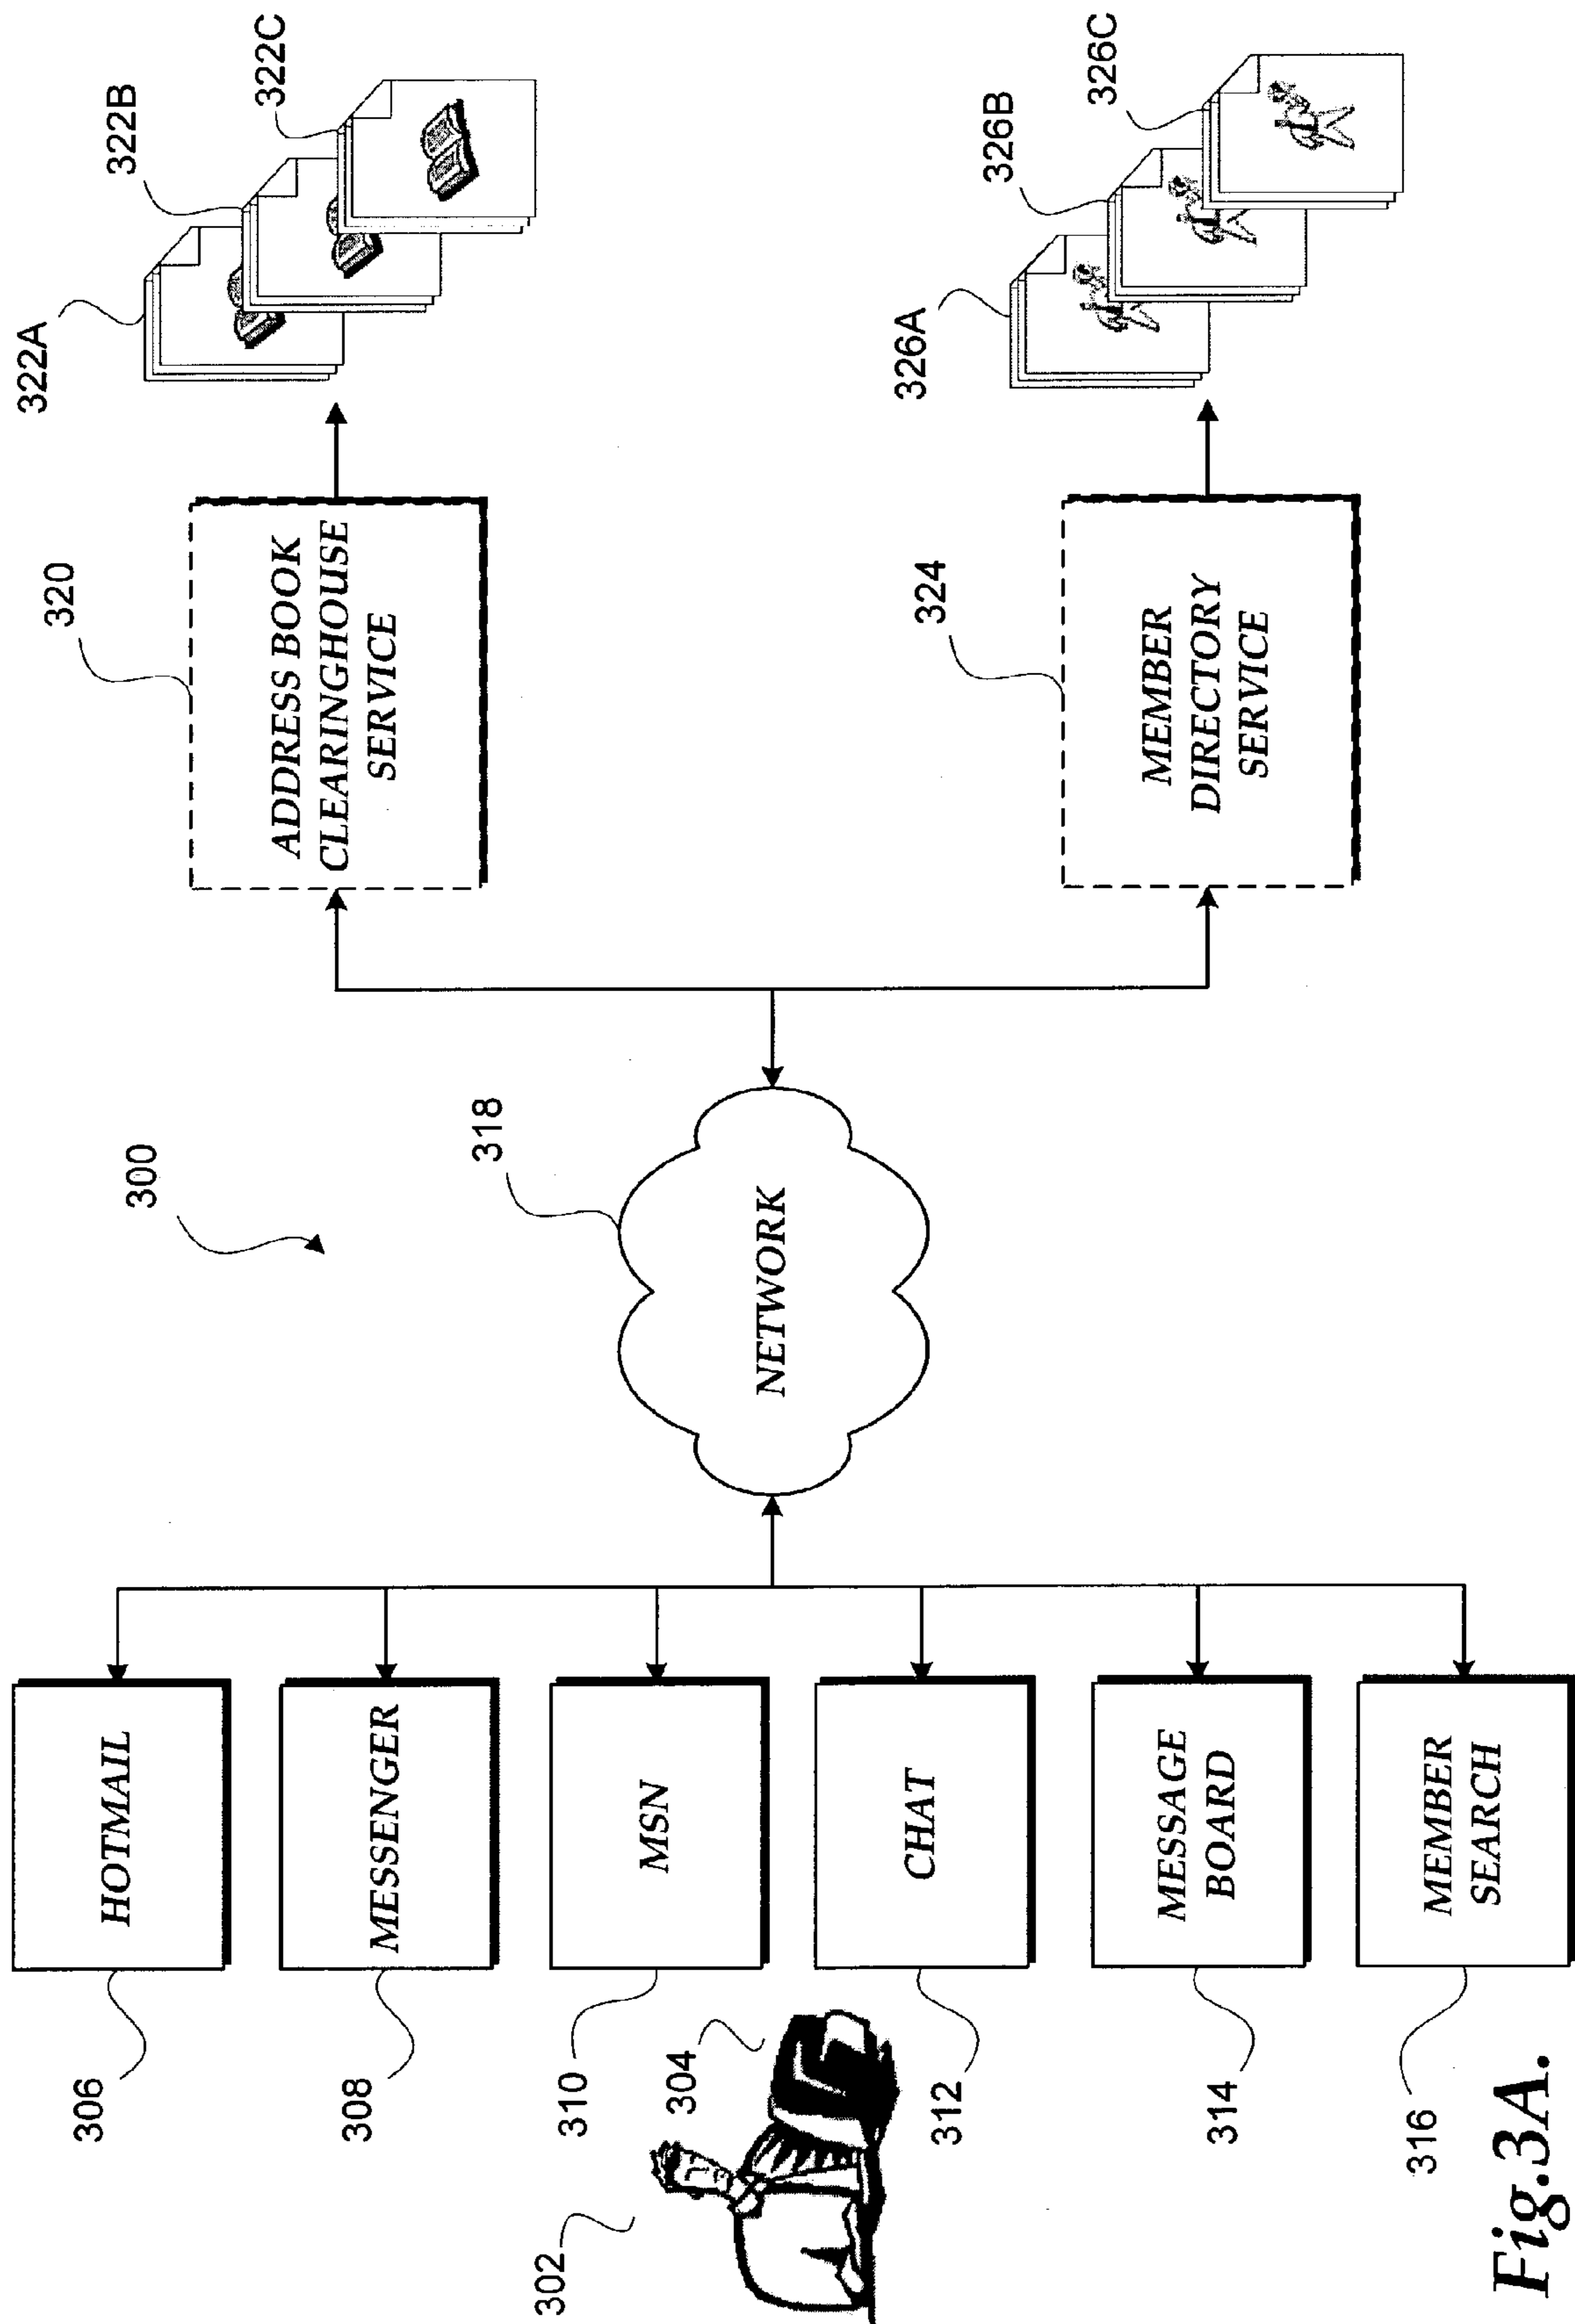 300
302
304
306
HOTMAIL
308
MESSENGER
310
MSN
312
CHAT
314
MESSAGE
BOARD
316
MEMBER
SEARCH
318
NETWORK
320
ADDRESS BOOK
CLEARINGHOUSE
SERVICE
322A
322B
322C
324
MEMBER
DIRECTORY
SERVICE
326A
326B
326C
Fig.3A.